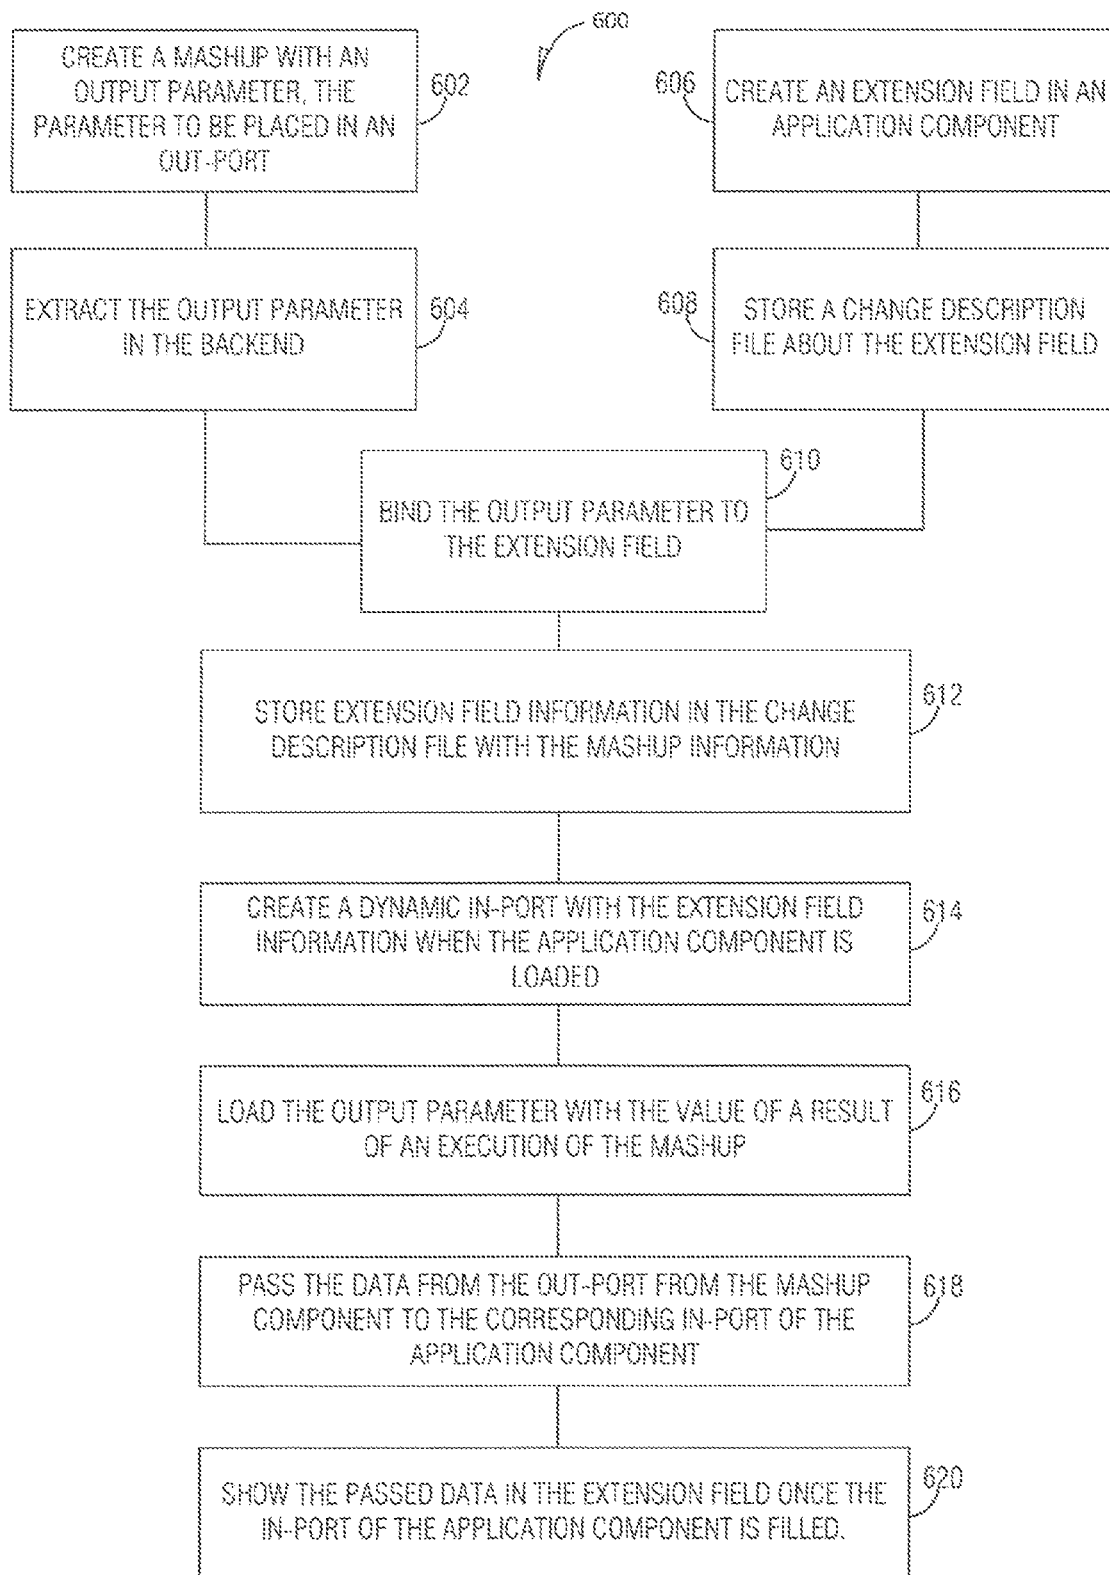 600
CREATE A MASHUP WITH AN
OUTPUT PARAMETER, THE
PARAMETER TO BE PLACED IN AN
OUT-PORT
602
606
CREATE AN EXTENSION FIELD IN AN
APPLICATION COMPONENT
EXTRACT THE OUTPUT PARAMETER
IN THE BACKEND
604
608
STORE A CHANGE DESCRIPTION
FILE ABOUT THE EXTENSION FIELD
610
BIND THE OUTPUT PARAMETER TO
THE EXTENSION FIELD
612
STORE EXTENSION FIELD INFORMATION IN THE CHANGE
DESCRIPTION FILE WITH THE MASHUP INFORMATION
614
CREATE A DYNAMIC IN-PORT WITH THE EXTENSION FIELD
INFORMATION WHEN THE APPLICATION COMPONENT IS
LOADED
616
LOAD THE OUTPUT PARAMETER WITH THE VALUE OF A RESULT
OF AN EXECUTION OF THE MASHUP
618
PASS THE DATA FROM THE OUT-PORT FROM THE MASHUP
COMPONENT TO THE CORRESPONDING IN-PORT OF THE
APPLICATION COMPONENT
620
SHOW THE PASSED DATA IN THE EXTENSION FIELD ONCE THE
IN-PORT OF THE APPLICATION COMPONENT IS FILLED.